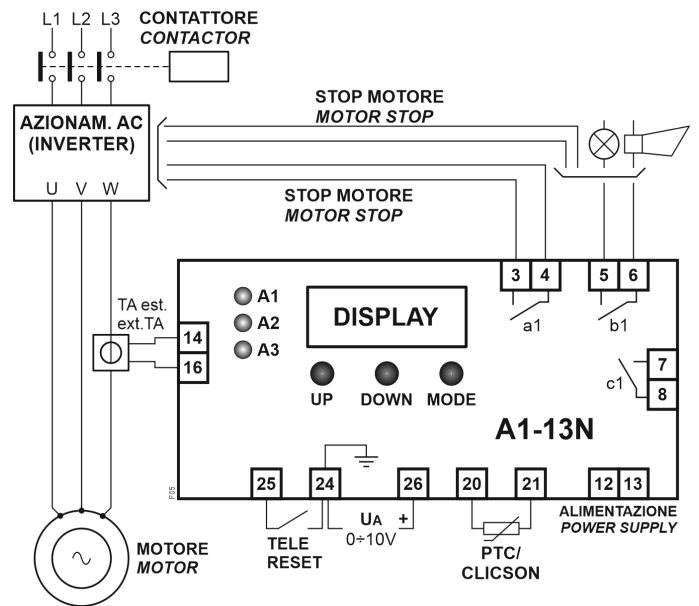 L1 L2 L3
CONTATTORE
CONTACTOR
STOP MOTORE
MOTOR STOP
AZIONAM. AC
(INVERTER)
U V W
STOP MOTORE
MOTOR STOP
3 4 5 6
a1 b1
TA est.
ext.TA
14
16
A1
A2
A3
DISPLAY
UP DOWN MODE
7
8
c1
A1-13N
F05
25 24 26 20 21 12 13
TELE
RESET
UA +
0÷10V
PTC/
CLICSON
ALIMENTAZIONE
POWER SUPPLY
MOTORE
MOTOR